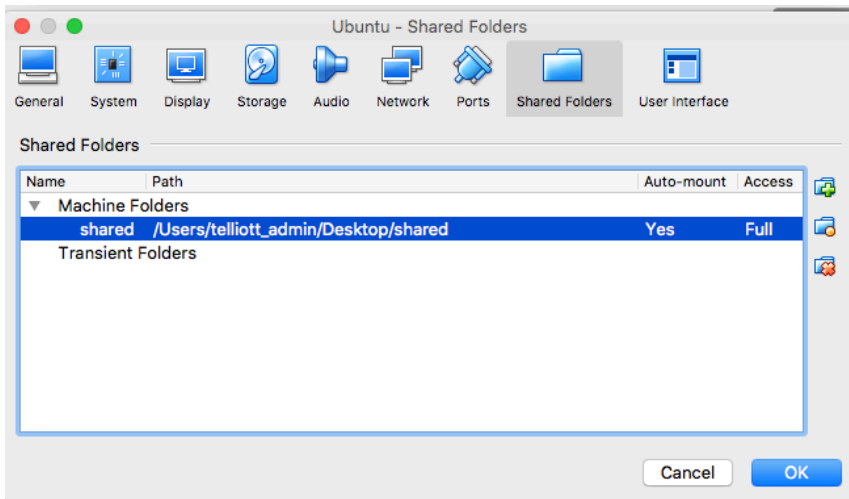 Ubuntu - Shared Folders
General System Display Storage Audio Network Ports Shared Folders User Interface
Shared Folders
Name Path Auto-mount Access
Machine Folders
shared /Users/telliott_admin/Desktop/shared Yes Full
Transient Folders
Cancel OK